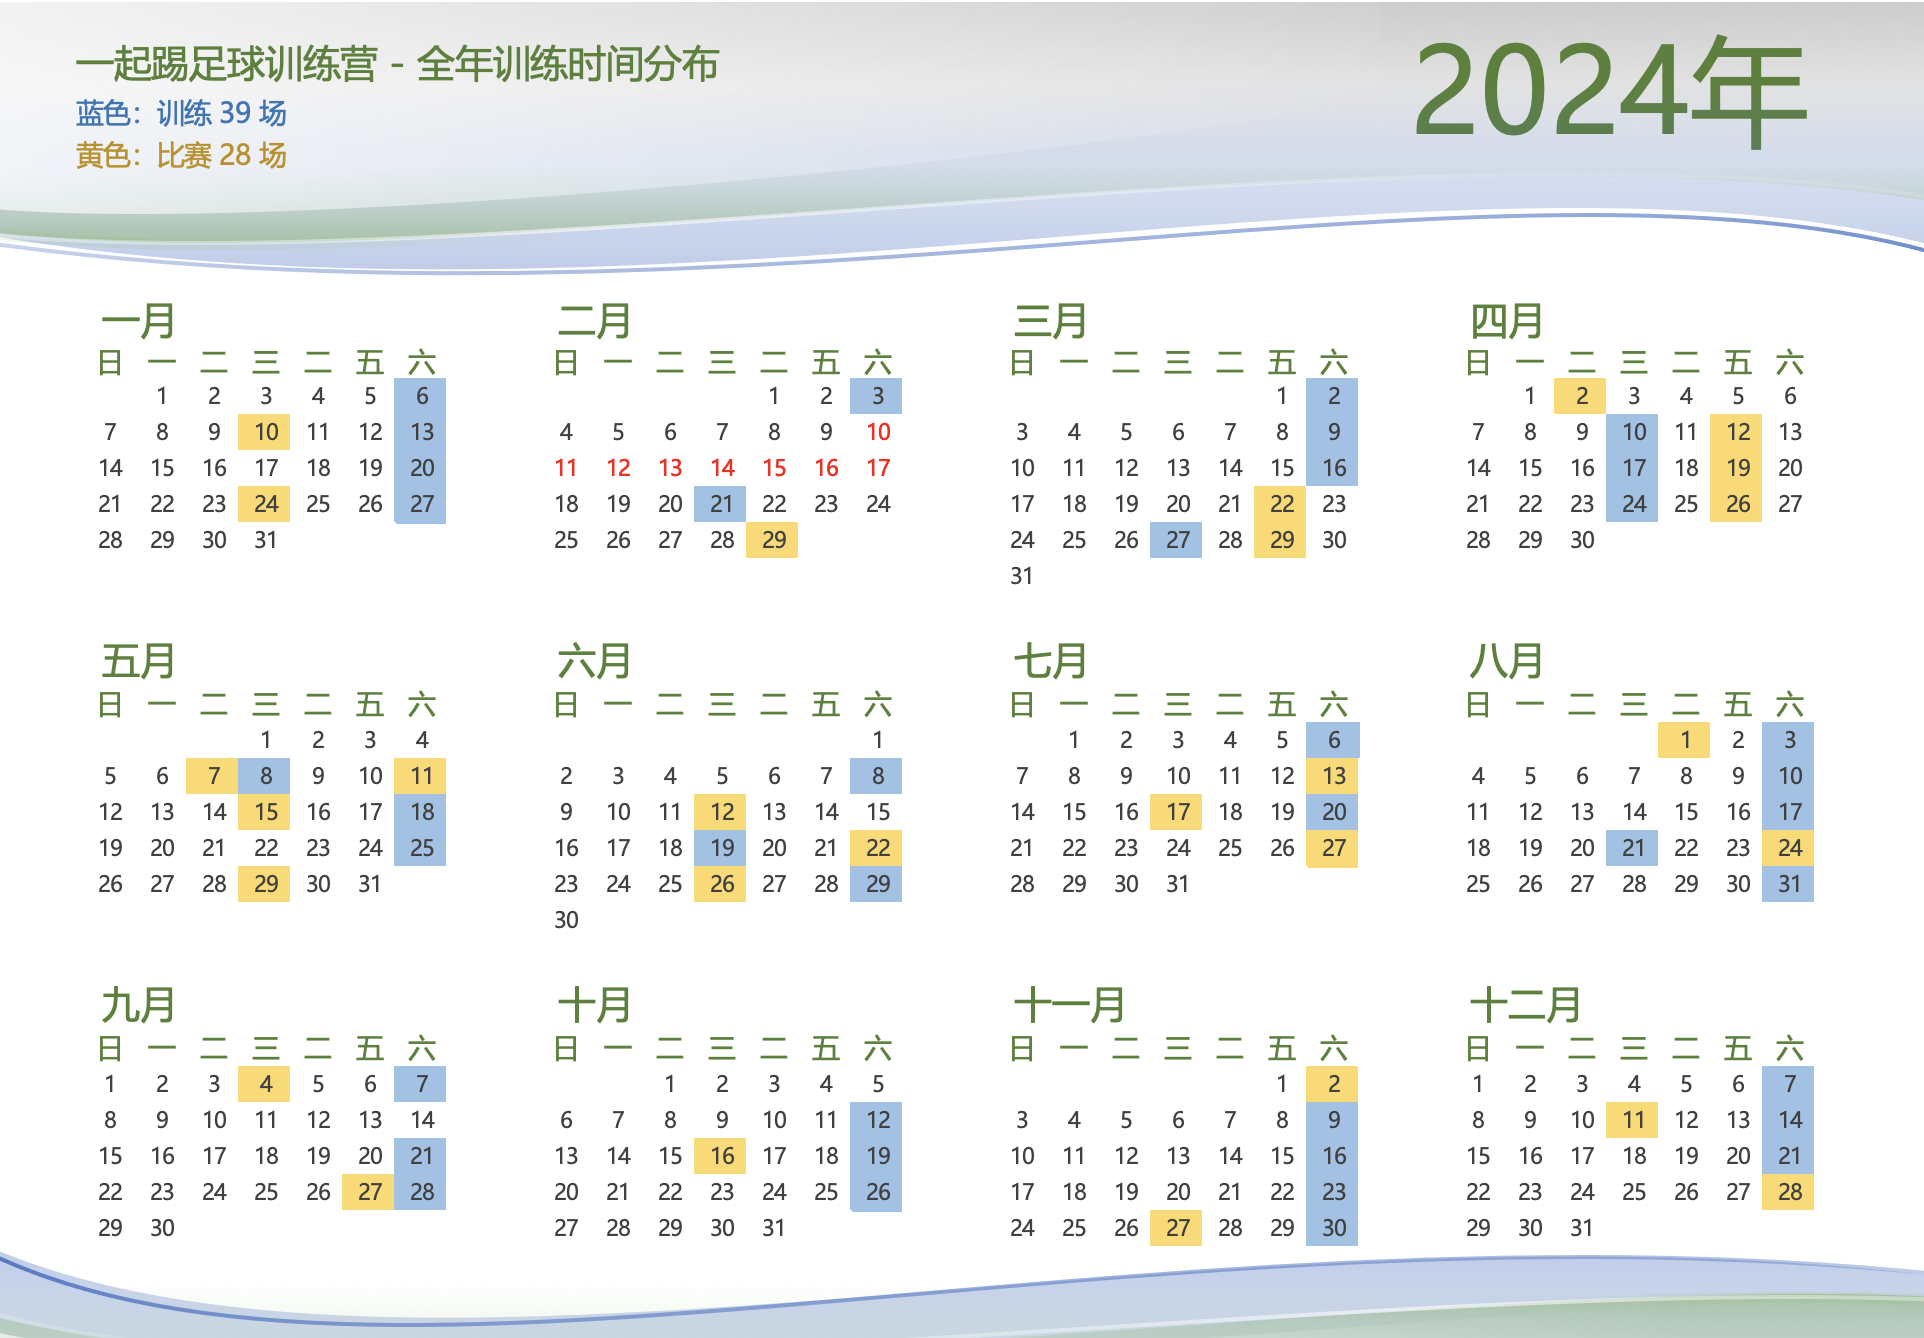 一起踢足球训练营 - 全年训练时间分布
蓝色：训练 39 场
黄色：比赛 28 场
2024年
一月
日 一 二 三 二 五 六
1 2 3 4 5 6
7 8 9 10 11 12 13
14 15 16 17 18 19 20
21 22 23 24 25 26 27
28 29 30 31
二月
日 一 二 三 二 五 六
1 2 3
4 5 6 7 8 9 10
11 12 13 14 15 16 17
18 19 20 21 22 23 24
25 26 27 28 29
三月
日 一 二 三 二 五 六
1 2
3 4 5 6 7 8 9
10 11 12 13 14 15 16
17 18 19 20 21 22 23
24 25 26 27 28 29 30
31
四月
日 一 二 三 二 五 六
1 2 3 4 5 6
7 8 9 10 11 12 13
14 15 16 17 18 19 20
21 22 23 24 25 26 27
28 29 30
五月
日 一 二 三 二 五 六
1 2 3 4
5 6 7 8 9 10 11
12 13 14 15 16 17 18
19 20 21 22 23 24 25
26 27 28 29 30 31
六月
日 一 二 三 二 五 六
1
2 3 4 5 6 7 8
9 10 11 12 13 14 15
16 17 18 19 20 21 22
23 24 25 26 27 28 29
30
七月
日 一 二 三 二 五 六
1 2 3 4 5 6
7 8 9 10 11 12 13
14 15 16 17 18 19 20
21 22 23 24 25 26 27
28 29 30 31
八月
日 一 二 三 二 五 六
1 2 3
4 5 6 7 8 9 10
11 12 13 14 15 16 17
18 19 20 21 22 23 24
25 26 27 28 29 30 31
九月
日 一 二 三 二 五 六
1 2 3 4 5 6 7
8 9 10 11 12 13 14
15 16 17 18 19 20 21
22 23 24 25 26 27 28
29 30
十月
日 一 二 三 二 五 六
1 2 3 4 5
6 7 8 9 10 11 12
13 14 15 16 17 18 19
20 21 22 23 24 25 26
27 28 29 30 31
十一月
日 一 二 三 二 五 六
1 2
3 4 5 6 7 8 9
10 11 12 13 14 15 16
17 18 19 20 21 22 23
24 25 26 27 28 29 30
十二月
日 一 二 三 二 五 六
1 2 3 4 5 6 7
8 9 10 11 12 13 14
15 16 17 18 19 20 21
22 23 24 25 26 27 28
29 30 31